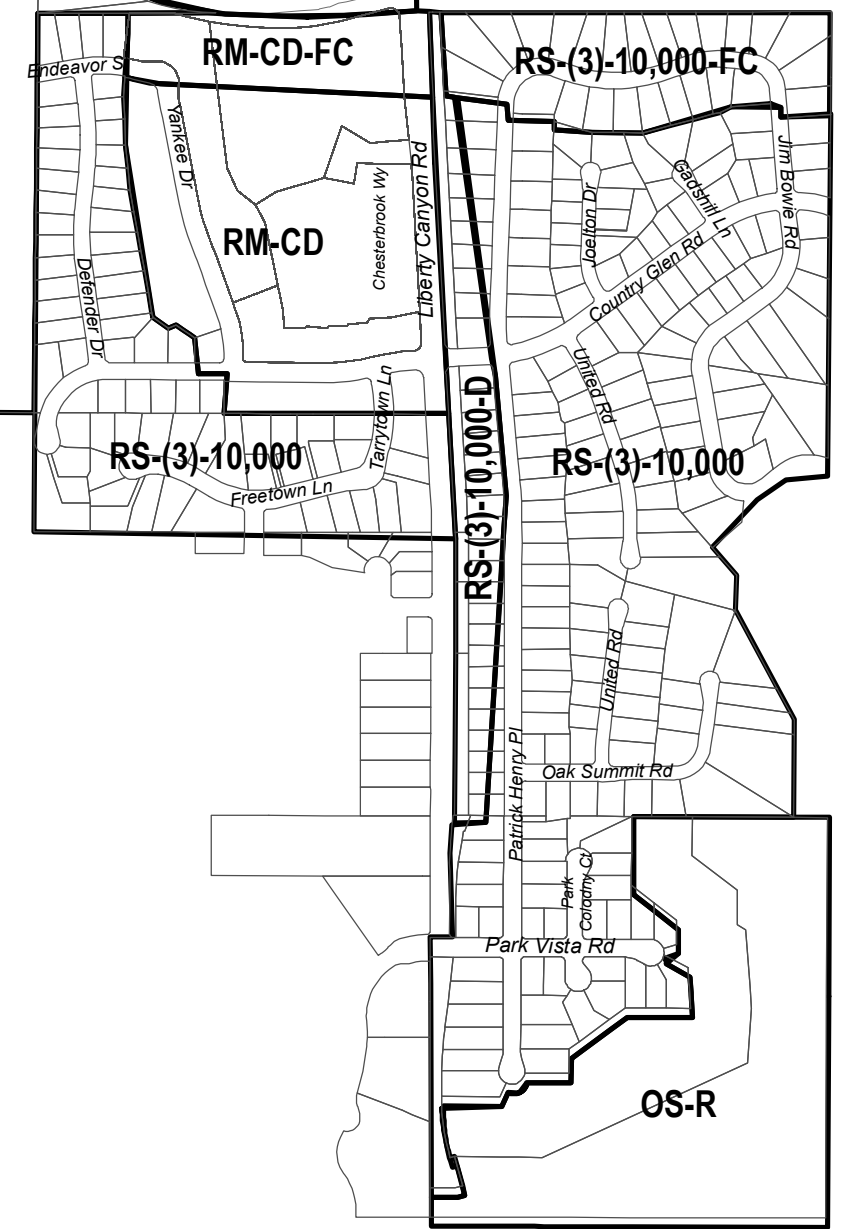 RM-CD-FC
RS-(3)-10,000-FC
Endeavor S
Yankee Dr
Liberty Canyon Rd
Chesterbrook Wy
Jim Bowie Rd
Gadshill Ln
Joelton Dr
RM-CD
Country Glen Rd
Defender Dr
United Rd
Tarrytown Ln
RS-(3)-10,000-D
RS-(3)-10,000
RS-(3)-10,000
Freetown Ln
United Rd
Patrick Henry Pl
Oak Summit Rd
Park
Colodny Ct
Park Vista Rd
OS-R